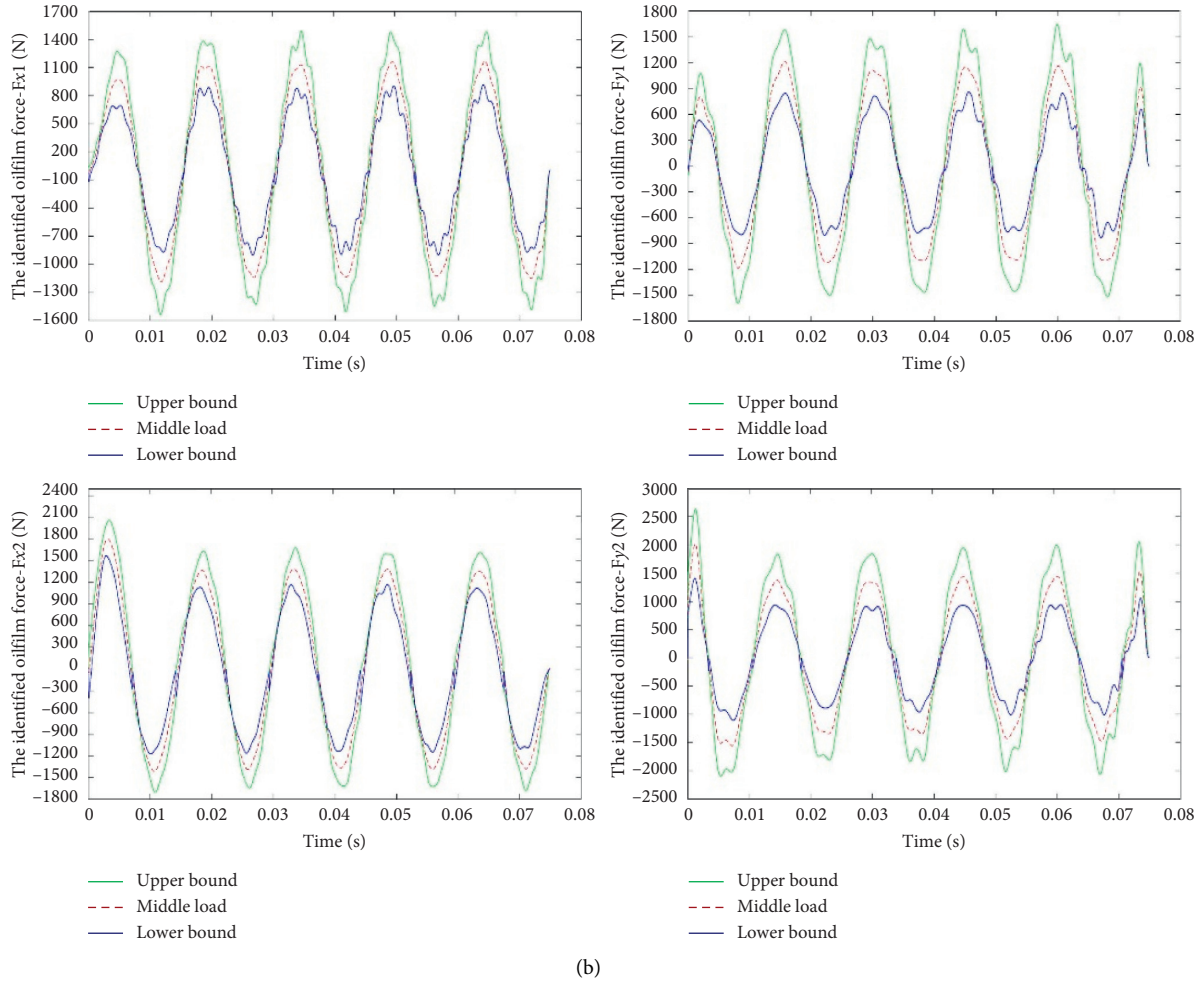 The identified oilfilm force-Fx1 (N)
1700
1400
1100
800
500
200
−100
−400
−700
−1000
−1300
−1600
0 0.01 0.02 0.03 0.04 0.05 0.06 0.07 0.08
Time (s)
Upper bound
Middle load
Lower bound
The identified oilfilm force-Fy1 (N)
1800
1500
1200
900
600
300
0
−300
−600
−900
−1200
−1500
−1800
0 0.01 0.02 0.03 0.04 0.05 0.06 0.07 0.08
Time (s)
Upper bound
Middle load
Lower bound
The identified oilfilm force-Fx2 (N)
2400
2100
1800
1500
1200
900
600
300
0
−300
−600
−900
−1200
−1500
−1800
0 0.01 0.02 0.03 0.04 0.05 0.06 0.07 0.08
Time (s)
Upper bound
Middle load
Lower bound
The identified oilfilm force-Fy2 (N)
3000
2500
2000
1500
1000
500
0
−500
−1000
−1500
−2000
−2500
0 0.01 0.02 0.03 0.04 0.05 0.06 0.07 0.08
Time (s)
Upper bound
Middle load
Lower bound
(b)